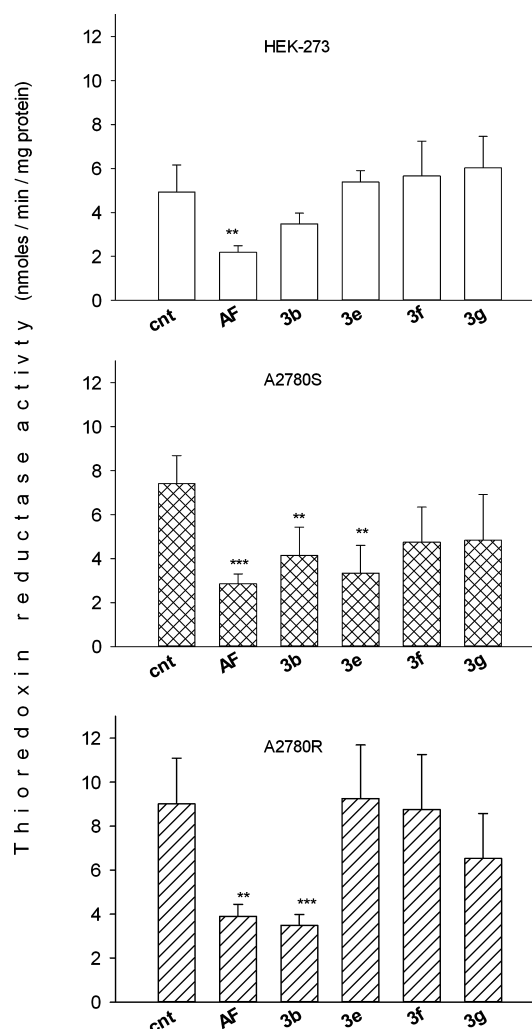 Thioredoxin reductase activty (nmoles / min / mg protein)
HEK-273
12
10
8
6
4
2
0
**
cnt AF 3b 3e 3f 3g
A2780S
12
10
8
6
4
2
0
*** ** **
cnt AF 3b 3e 3f 3g
A2780R
12
10
8
6
4
2
0
** ***
cnt AF 3b 3e 3f 3g